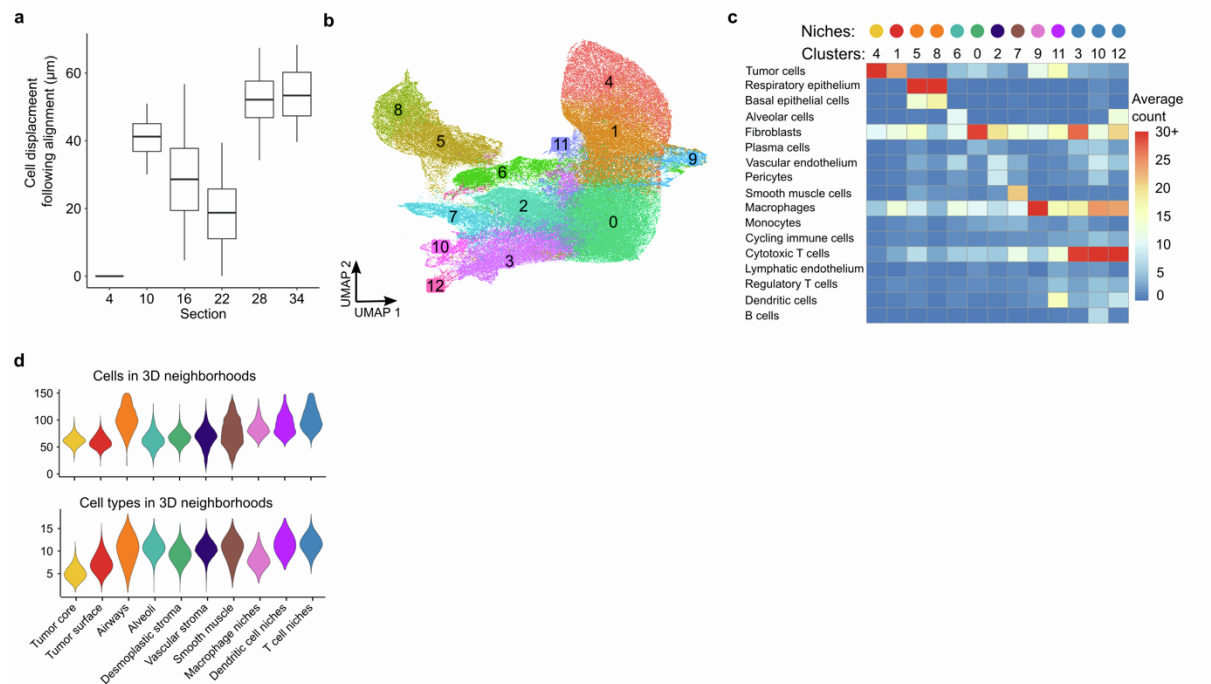 a
Cell displacmeent
following alignment (μm)
60
40
20
0
4 10 16 22 28 34
Section
b
8
5
4
1
11
9
6
2
7
0
10
3
12
UMAP 2
UMAP 1
c
Niches:
Clusters: 4 1 5 8 6 0 2 7 9 11 3 10 12
Tumor cells
Respiratory epithelium
Basal epithelial cells
Alveolar cells
Fibroblasts
Plasma cells
Vascular endothelium
Pericytes
Smooth muscle cells
Macrophages
Monocytes
Cycling immune cells
Cytotoxic T cells
Lymphatic endothelium
Regulatory T cells
Dendritic cells
B cells
Average
count
30+
25
20
15
10
5
0
d
Cells in 3D neighborhoods
150
100
50
0
Cell types in 3D neighborhoods
15
10
5
Tumor core
Tumor surface
Airways
Alveoli
Desmoplastic stroma
Vascular stroma
Smooth muscle
Macrophage niches
Dendritic cell niches
T cell niches